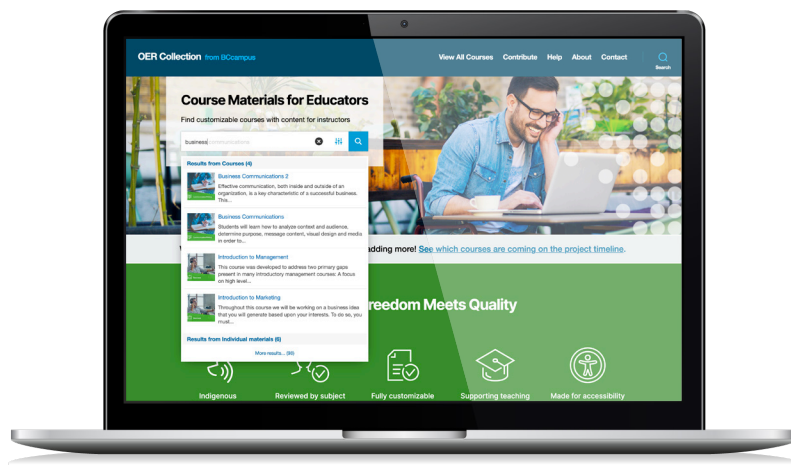 OER Collection from BCcampus
View All Courses Contribute Help About Contact
Search
Course Materials for Educators
Find customizable courses with content for instructors
business communications
Results from Courses (4)
Business Communications 2
Effective communication, both inside and outside of an
organization, is a key characteristic of a successful business.
This...
Business Communications
Students will learn how to analyze context and audience,
determine purpose, message content, visual design and media
in order to...
Introduction to Management
This course was developed to address two primary gaps
present in many introductory management courses: A focus
on high level...
Introduction to Marketing
Throughout this course we will be working on a business idea
that you will generate based upon your interests. To do so, you
must...
Results from individual materials (6)
adding more! See which courses are coming on the project timeline.
reedom Meets Quality
Indigenous
Reviewed by subject
Fully customizable
Supporting teaching
Made for accessibility